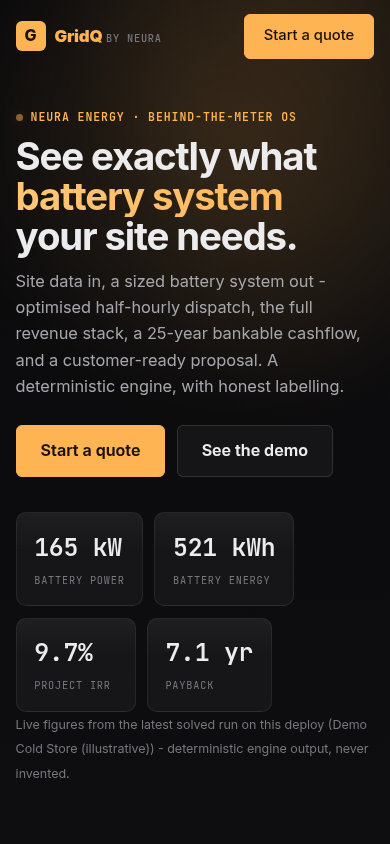 G GridQ BY NEURA Start a quote
NEURA ENERGY · BEHIND-THE-METER OS
See exactly what
battery system
your site needs.
Site data in, a sized battery system out -
optimised half-hourly dispatch, the full
revenue stack, a 25-year bankable cashflow,
and a customer-ready proposal. A
deterministic engine, with honest labelling.
Start a quote See the demo
165 kW 521 kWh
BATTERY POWER BATTERY ENERGY
9.7% 7.1 yr
PROJECT IRR PAYBACK
Live figures from the latest solved run on this deploy (Demo
Cold Store (illustrative)) - deterministic engine output, never
invented.